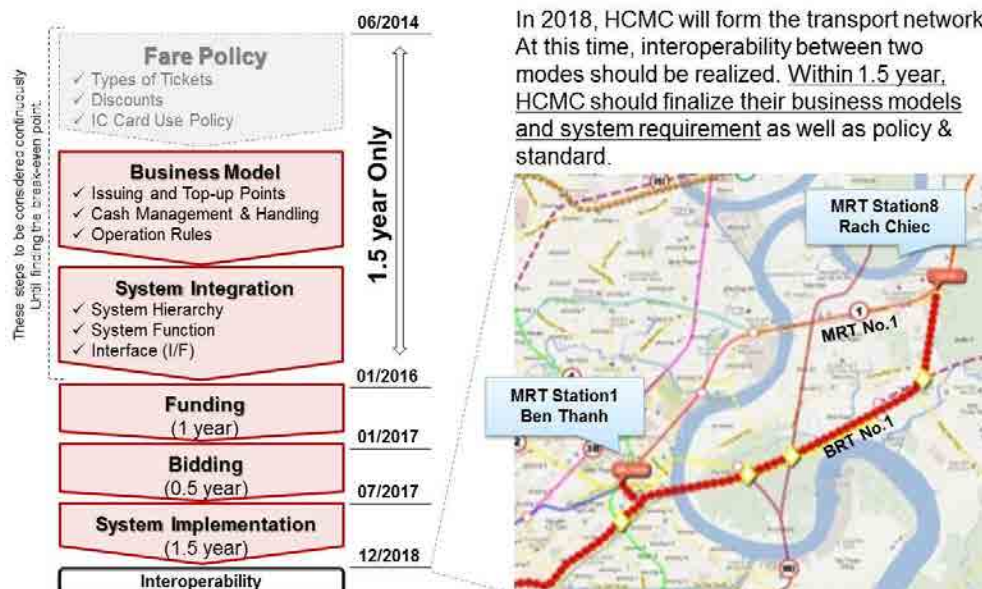 06/2014
Fare Policy
✓ Types of Tickets
✓ Discounts
✓ IC Card Use Policy
Business Model
✓ Issuing and Top-up Points
✓ Cash Management & Handling
✓ Operation Rules
System Integration
✓ System Hierarchy
✓ System Function
✓ Interface (I/F)
These steps to be considered continuously
Until finding the break-even point.
1.5 year Only
01/2016
Funding
(1 year)
01/2017
Bidding
(0.5 year)
07/2017
System Implementation
(1.5 year)
12/2018
Interoperability
In 2018, HCMC will form the transport network
At this time, interoperability between two
modes should be realized. Within 1.5 year,
HCMC should finalize their business models
and system requirement as well as policy &
standard.
MRT Station8
Rach Chiec
1
MRT No.1
MRT Station1
Ben Thanh
BRT No.1
2